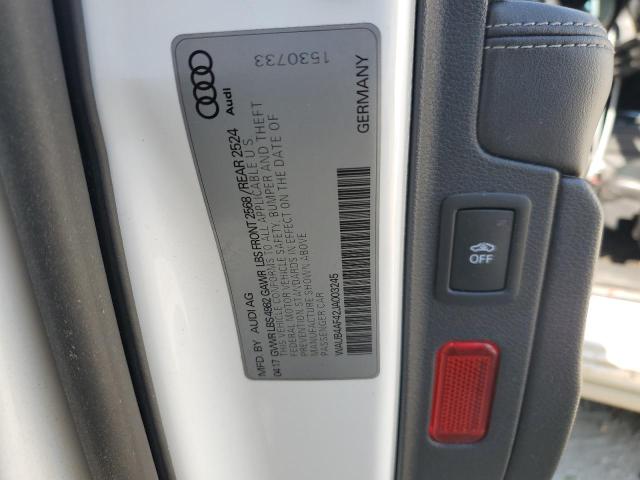 MFD. BY AUDI AG
04 17 GVWR LBS 4982 GAWR LBS FRONT 2568 / REAR 2524
THIS VEHICLE CONFORMS TO ALL APPLICABLE U S
FEDERAL MOTOR VEHICLE SAFETY, BUMPER AND THEFT
PREVENTION STANDARDS IN EFFECT ON THE DATE OF
MANUFACTURE SHOWN ABOVE
PASSENGER CAR
WAUB4AF42JA003245
GERMANY
Audi
1530733
OFF